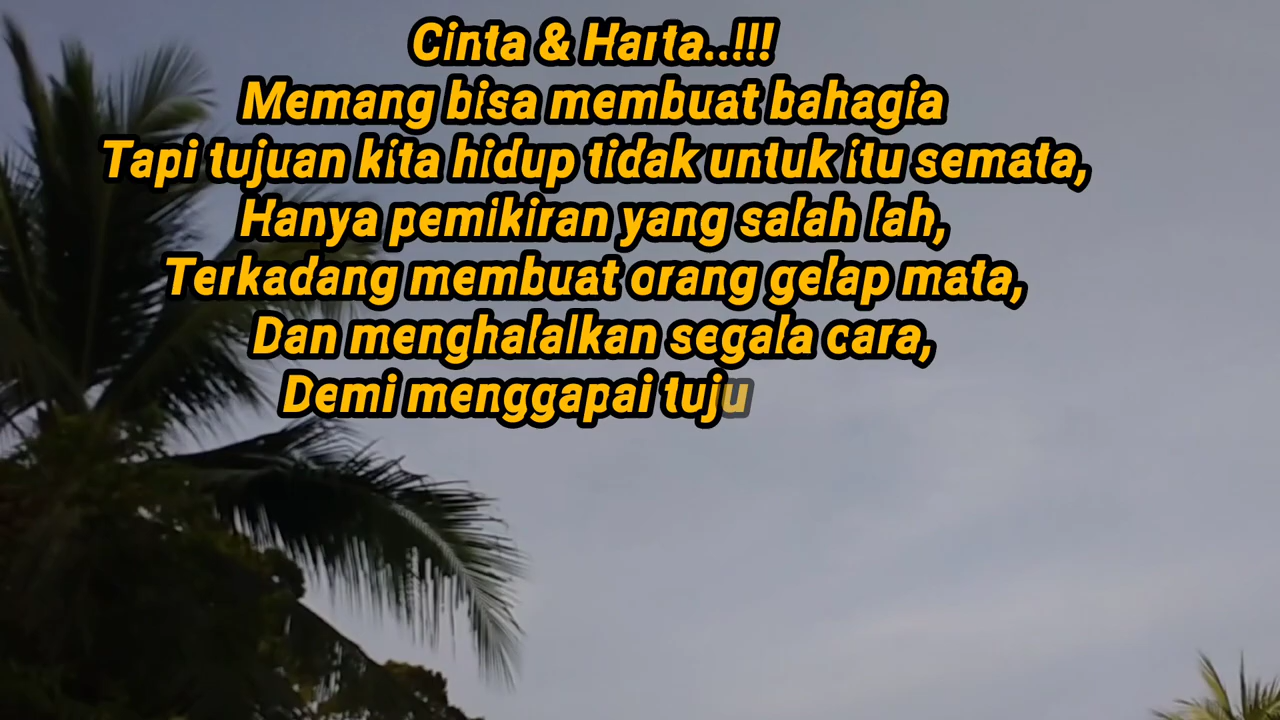 Cinta & Harta..!!!
Memang bisa membuat bahagia
Tapi tujuan kita hidup tidak untuk itu semata,
Hanya pemikiran yang salah lah,
Terkadang membuat orang gelap mata,
Dan menghalalkan segala cara,
Demi menggapai tuju